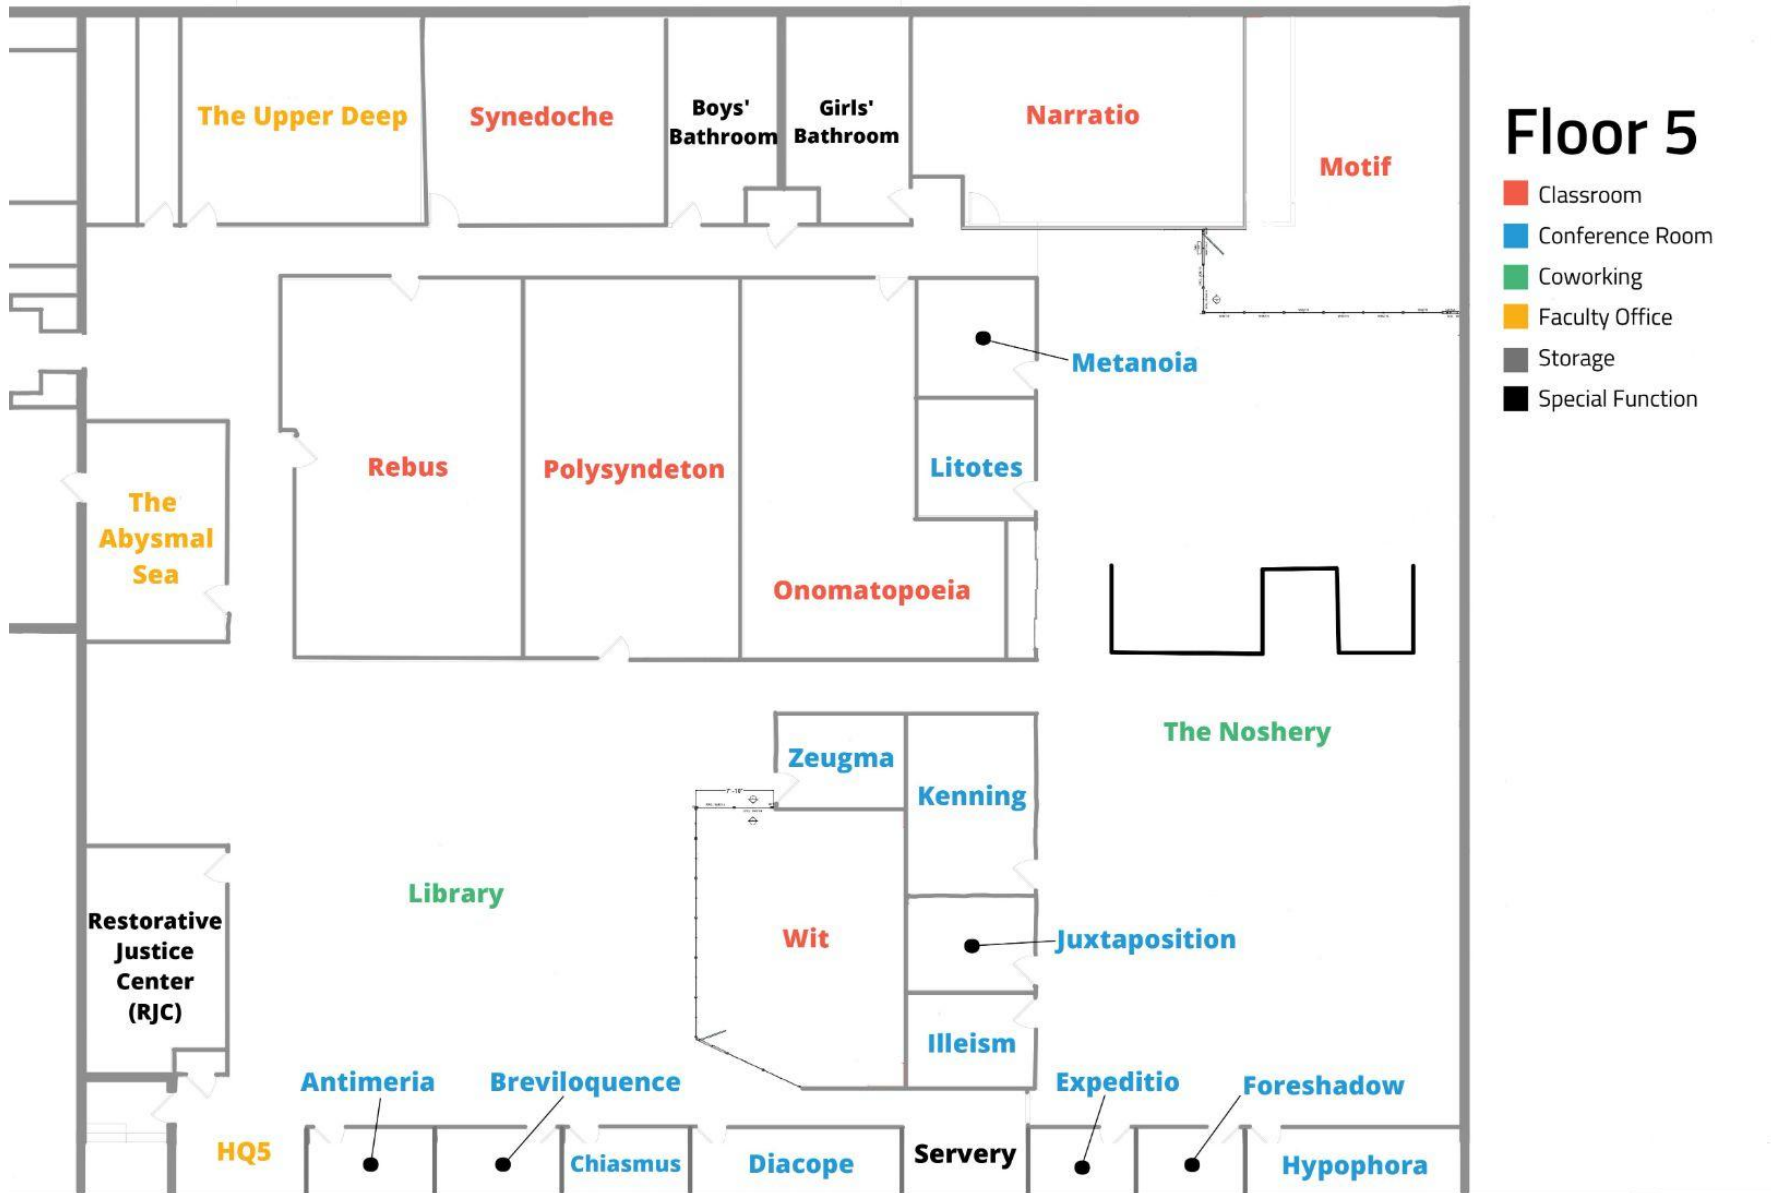 Floor 5
Classroom
Conference Room
Coworking
Faculty Office
Storage
Special Function
The Upper Deep
Synedoche
Boys'
Bathroom
Girls'
Bathroom
Narratio
Motif
Metanoia
Rebus
Polysyndeton
Litotes
The
Abysmal
Sea
Onomatopoeia
The Noshery
Zeugma
Kenning
7'-10"
Library
Wit
Juxtaposition
Restorative
Justice
Center
(RJC)
Illeism
Antimeria
Breviloquence
Expeditio
Foreshadow
HQ5
Chiasmus
Diacope
Servery
Hypophora